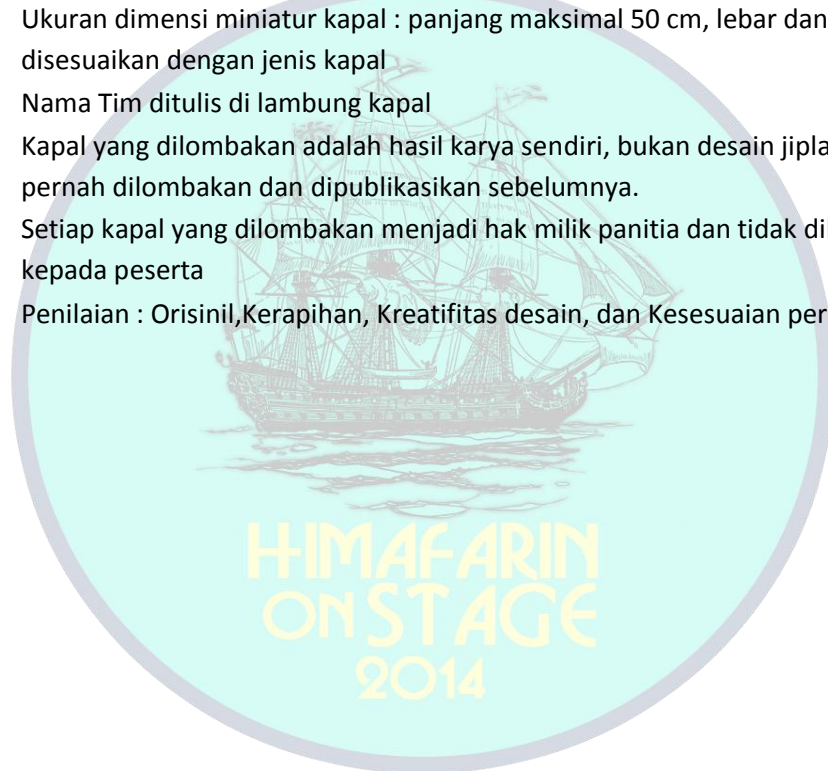 Ukuran dimensi miniatur kapal : panjang maksimal 50 cm, lebar dan
disesuaikan dengan jenis kapal
Nama Tim ditulis di lambung kapal
Kapal yang dilombakan adalah hasil karya sendiri, bukan desain jipla
pernah dilombakan dan dipublikasikan sebelumnya.
Setiap kapal yang dilombakan menjadi hak milik panitia dan tidak di
kepada peserta
Penilaian : Orisinil,Kerapihan, Kreatifitas desain, dan Kesesuaian per
HIMAFARIN
ON STAGE
2014